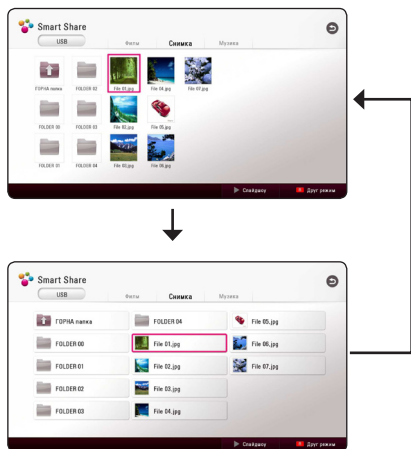 Smart Share
USB
Филм Снимка Музика
ГОРНА папка FOLDER 02 File 01.jpg File 04.jpg File 07.jpg
FOLDER 00 FOLDER 03 File 02.jpg File 05.jpg
FOLDER 01 FOLDER 04 File 03.jpg File 06.jpg
Слайдшоу Друг режим
Smart Share
USB
Филм Снимка Музика
ГОРНА папка FOLDER 04 File 05.jpg
FOLDER 00 File 01.jpg File 06.jpg
FOLDER 01 File 02.jpg File 07.jpg
FOLDER 02 File 03.jpg
FOLDER 03 File 04.jpg
Слайдшоу Друг режим